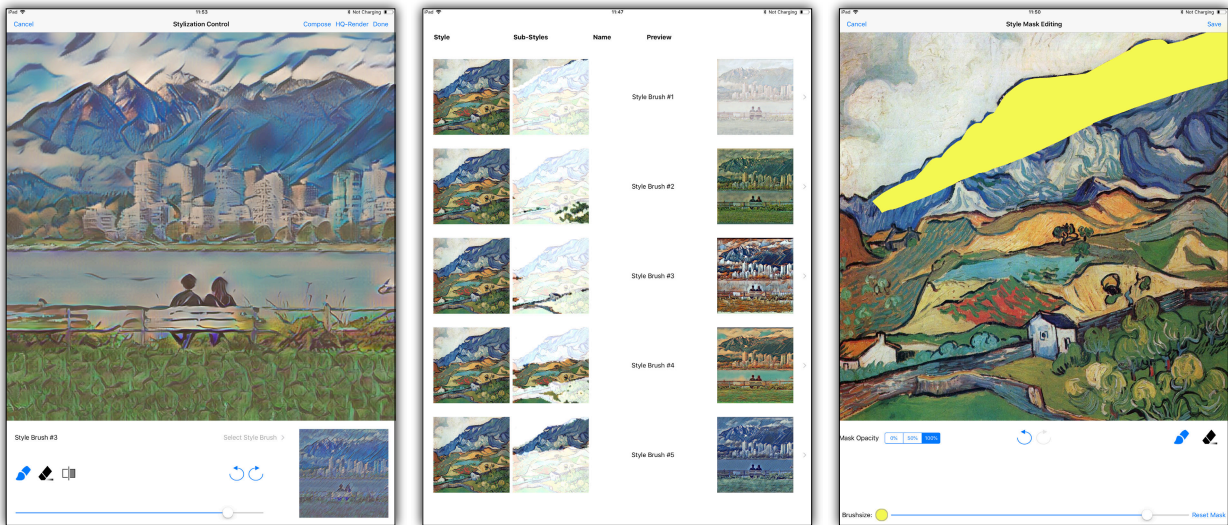 iPad 11:53 Not Charging
Cancel Stylization Control Compose HQ-Render Done
Style Brush #3 Select Style Brush >
iPad 11:47 Not Charging
Style Sub-Styles Name Preview
Style Brush #1
Style Brush #2
Style Brush #3
Style Brush #4
Style Brush #5
iPad 11:50 Not Charging
Cancel Style Mask Editing Save
Mask Opacity 0% 50% 100%
Brushsize: Reset Mask